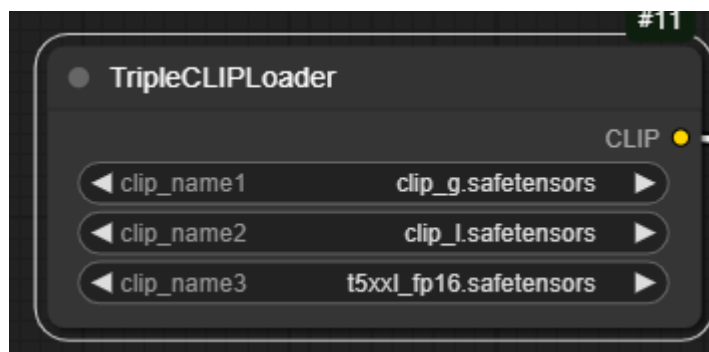 #11
TripleCLIPLoader
CLIP
clip_name1 clip_g.safetensors
clip_name2 clip_l.safetensors
clip_name3 t5xxl_fp16.safetensors